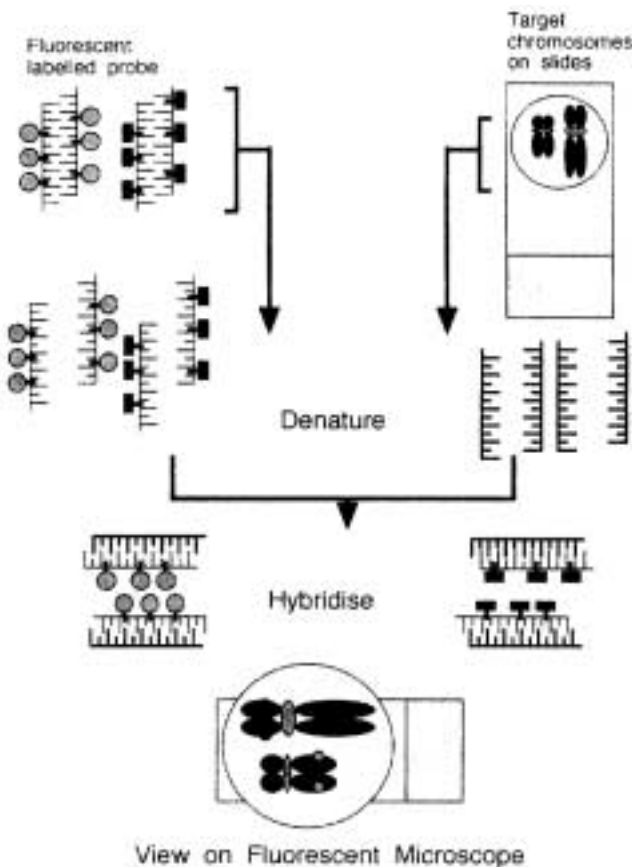 Fluorescent
labelled probe
Target
chromosomes
on slides
Denature
Hybridise
View on Fluorescent Microscope